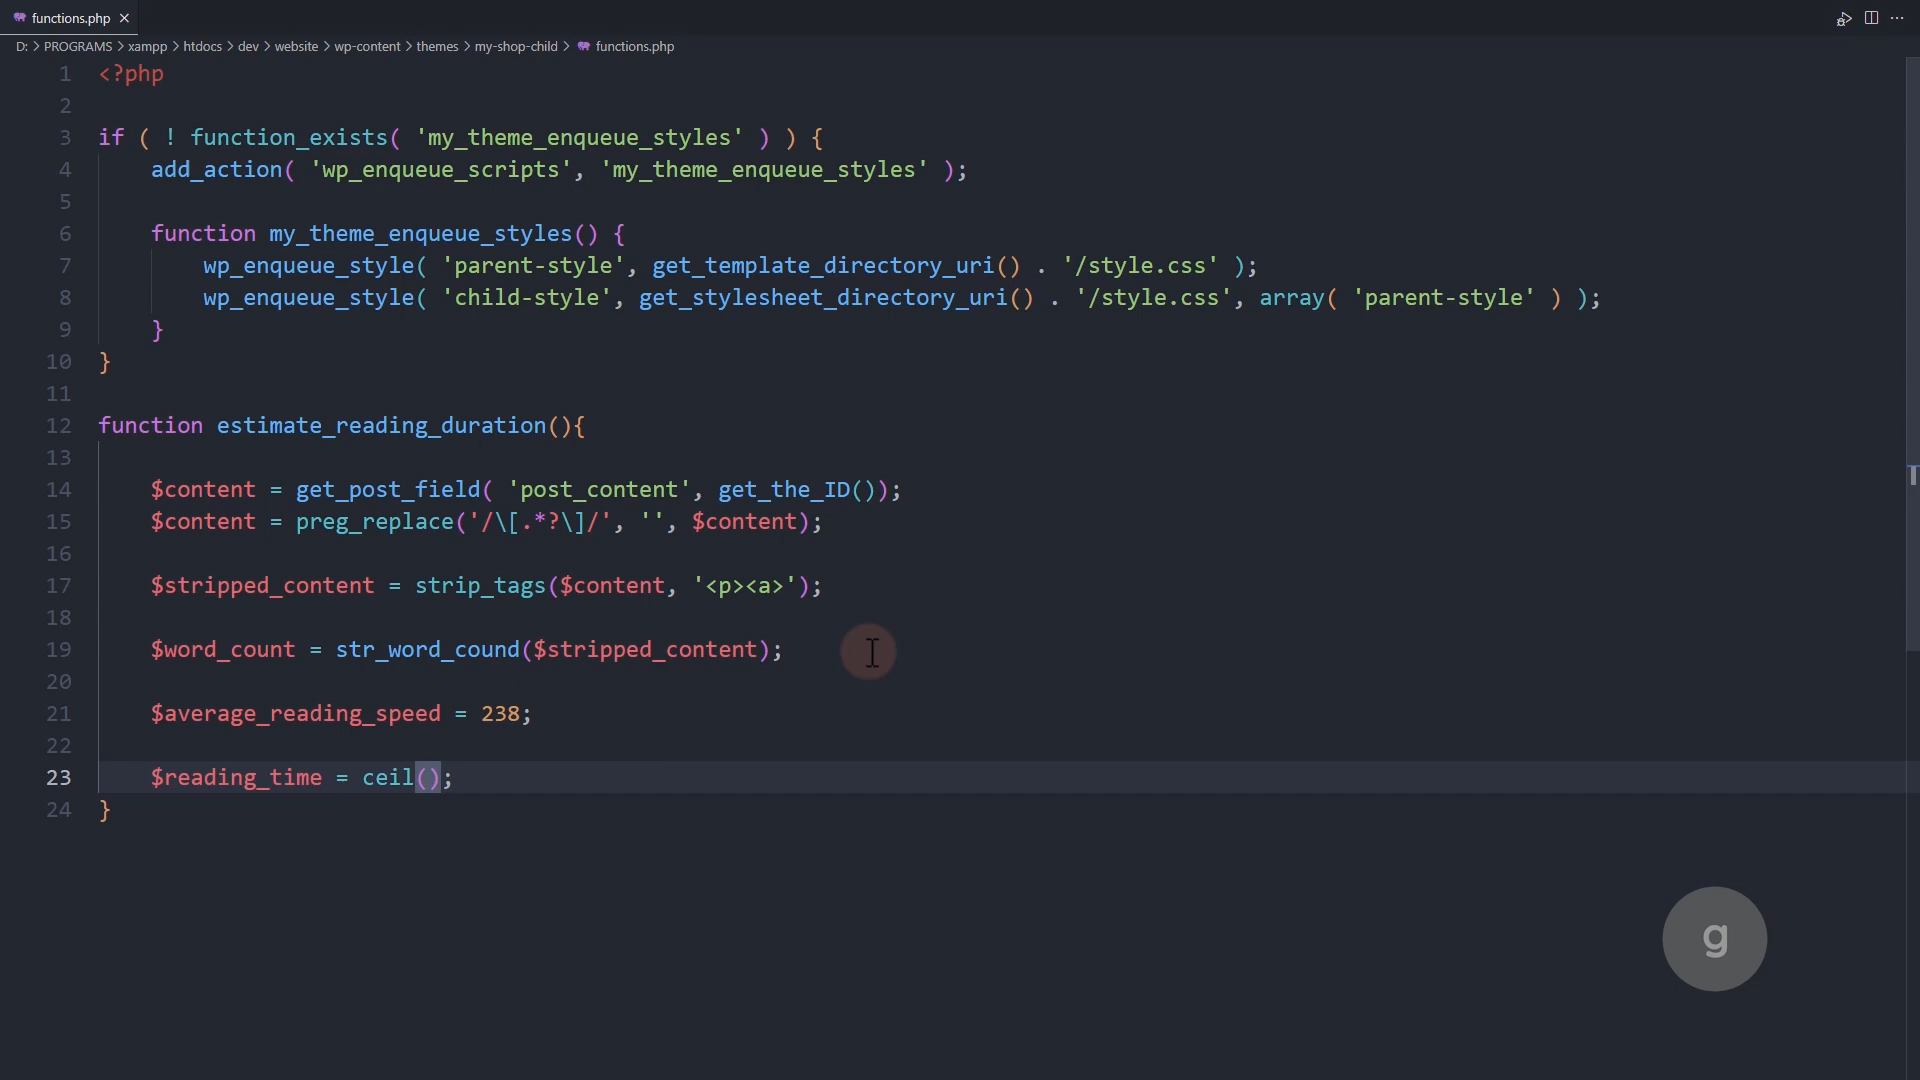 functions.php
D: > PROGRAMS > xampp > htdocs > dev > website > wp-content > themes > my-shop-child > functions.php
1 <?php
2
3 if ( ! function_exists( 'my_theme_enqueue_styles' ) ) {
4     add_action( 'wp_enqueue_scripts', 'my_theme_enqueue_styles' );
5
6     function my_theme_enqueue_styles() {
7         wp_enqueue_style( 'parent-style', get_template_directory_uri() . '/style.css' );
8         wp_enqueue_style( 'child-style', get_stylesheet_directory_uri() . '/style.css', array( 'parent-style' ) );
9     }
10 }
11
12 function estimate_reading_duration(){
13
14     $content = get_post_field( 'post_content', get_the_ID());
15     $content = preg_replace('/\[.*?\]/', '', $content);
16
17     $stripped_content = strip_tags($content, '<p><a>');
18
19     $word_count = str_word_cound($stripped_content);
20
21     $average_reading_speed = 238;
22
23     $reading_time = ceil();
24 }
g